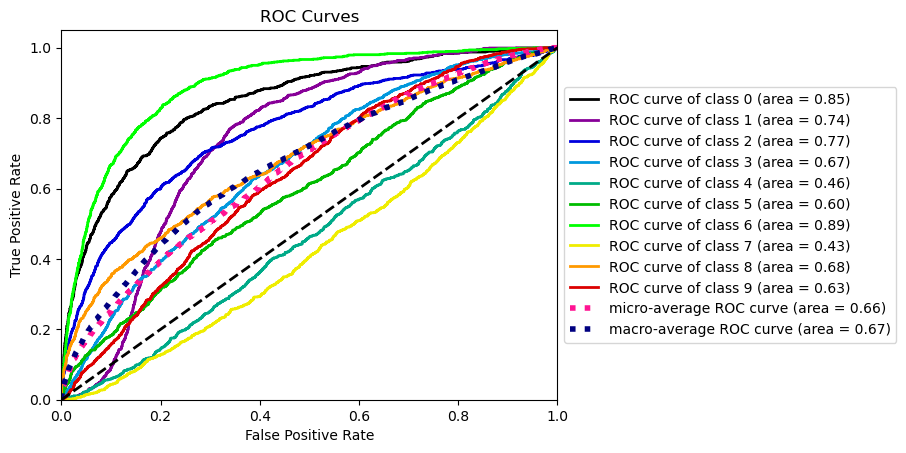 ROC Curves
True Positive Rate
1.0
0.8
0.6
0.4
0.2
0.0
0.0 0.2 0.4 0.6 0.8 1.0
False Positive Rate
ROC curve of class 0 (area = 0.85)
ROC curve of class 1 (area = 0.74)
ROC curve of class 2 (area = 0.77)
ROC curve of class 3 (area = 0.67)
ROC curve of class 4 (area = 0.46)
ROC curve of class 5 (area = 0.60)
ROC curve of class 6 (area = 0.89)
ROC curve of class 7 (area = 0.43)
ROC curve of class 8 (area = 0.68)
ROC curve of class 9 (area = 0.63)
micro-average ROC curve (area = 0.66)
macro-average ROC curve (area = 0.67)